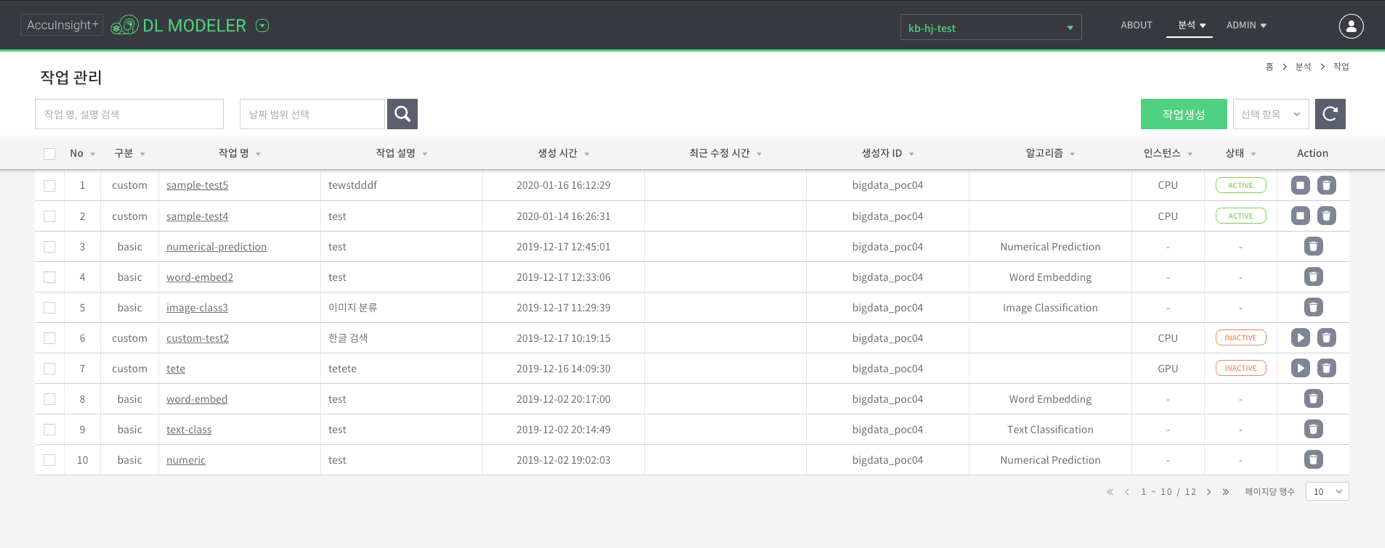 AccuInsight+ DL MODELER kb-hj-test ABOUT 분석 ADMIN
작업 관리 홈 > 분석 > 작업
작업 명, 설명 검색 날짜 범위 선택 작업생성 선택 항목
No 구분 작업 명 작업 설명 생성 시간 최근 수정 시간 생성자 ID 알고리즘 인스턴스 상태 Action
1 custom sample-test5 tewstdddf 2020-01-16 16:12:29 bigdata_poc04 CPU ACTIVE
2 custom sample-test4 test 2020-01-14 16:26:31 bigdata_poc04 CPU ACTIVE
3 basic numerical-prediction test 2019-12-17 12:45:01 bigdata_poc04 Numerical Prediction - -
4 basic word-embed2 test 2019-12-17 12:33:06 bigdata_poc04 Word Embedding - -
5 basic image-class3 이미지 분류 2019-12-17 11:29:39 bigdata_poc04 Image Classification - -
6 custom custom-test2 한글 검색 2019-12-17 10:19:15 bigdata_poc04 CPU INACTIVE
7 custom tete tetete 2019-12-16 14:09:30 bigdata_poc04 GPU INACTIVE
8 basic word-embed test 2019-12-02 20:17:00 bigdata_poc04 Word Embedding - -
9 basic text-class test 2019-12-02 20:14:49 bigdata_poc04 Text Classification - -
10 basic numeric test 2019-12-02 19:02:03 bigdata_poc04 Numerical Prediction - -
« < 1 ~ 10 / 12 > » 페이지당 행수 10